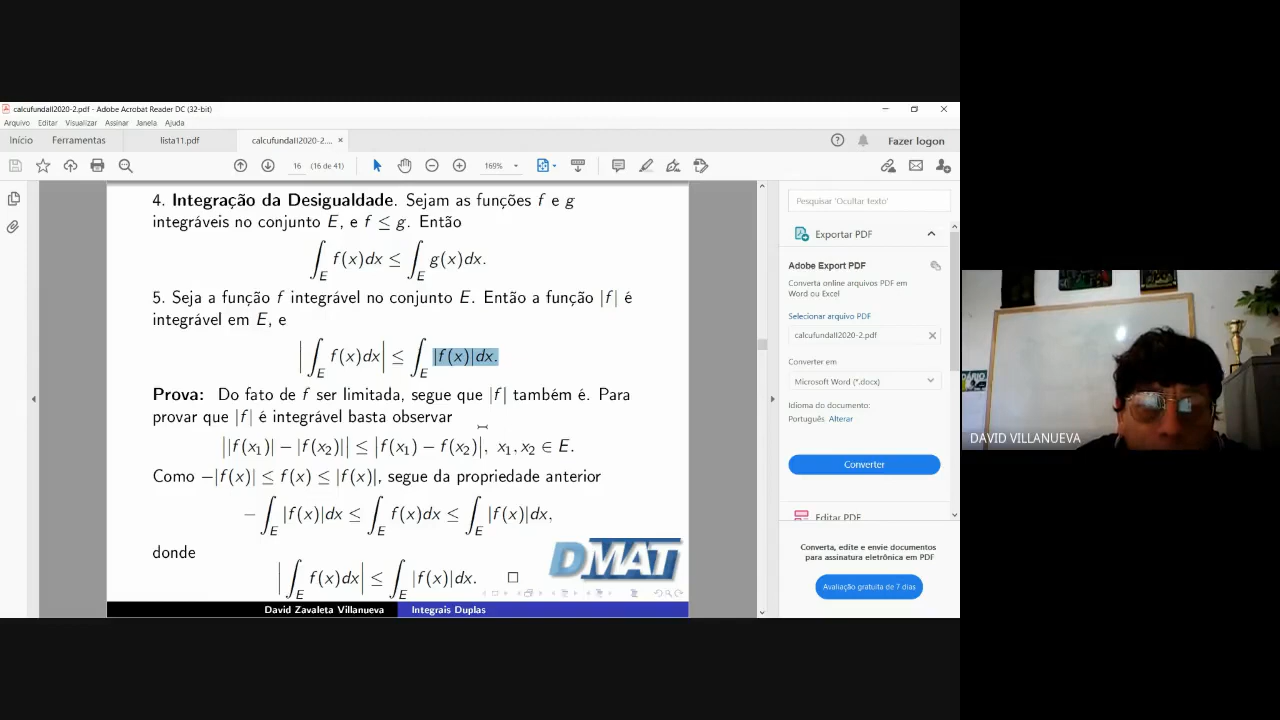 calcufundaII2020-2.pdf - Adobe Acrobat Reader DC (32-bit)
Arquivo Editar Visualizar Assinar Janela Ajuda
Início Ferramentas lista11.pdf calcufundaII2020-2.... × Fazer logon
16 (16 de 41) 169%
4. Integração da Desigualdade. Sejam as funções f e g
integráveis no conjunto E, e f ≤ g. Então
∫_E f(x)dx ≤ ∫_E g(x)dx.
5. Seja a função f integrável no conjunto E. Então a função |f| é
integrável em E, e
|∫_E f(x)dx| ≤ ∫_E |f(x)|dx.
Prova: Do fato de f ser limitada, segue que |f| também é. Para
provar que |f| é integrável basta observar
||f(x₁)| − |f(x₂)|| ≤ |f(x₁) − f(x₂)|, x₁, x₂ ∈ E.
Como −|f(x)| ≤ f(x) ≤ |f(x)|, segue da propriedade anterior
− ∫_E |f(x)|dx ≤ ∫_E f(x)dx ≤ ∫_E |f(x)|dx,
donde
|∫_E f(x)dx| ≤ ∫_E |f(x)|dx. □
DMAT
David Zavaleta Villanueva Integrais Duplas
Pesquisar 'Ocultar texto'
Exportar PDF
Adobe Export PDF
Converta online arquivos PDF em
Word ou Excel
Selecionar arquivo PDF
calcufundaII2020-2.pdf
Converter em
Microsoft Word (*.docx)
Idioma do documento:
Português Alterar
Converter
Editar PDF
Converta, edite e envie documentos
para assinatura eletrônica em PDF
Avaliação gratuita de 7 dias
DAVID VILLANUEVA